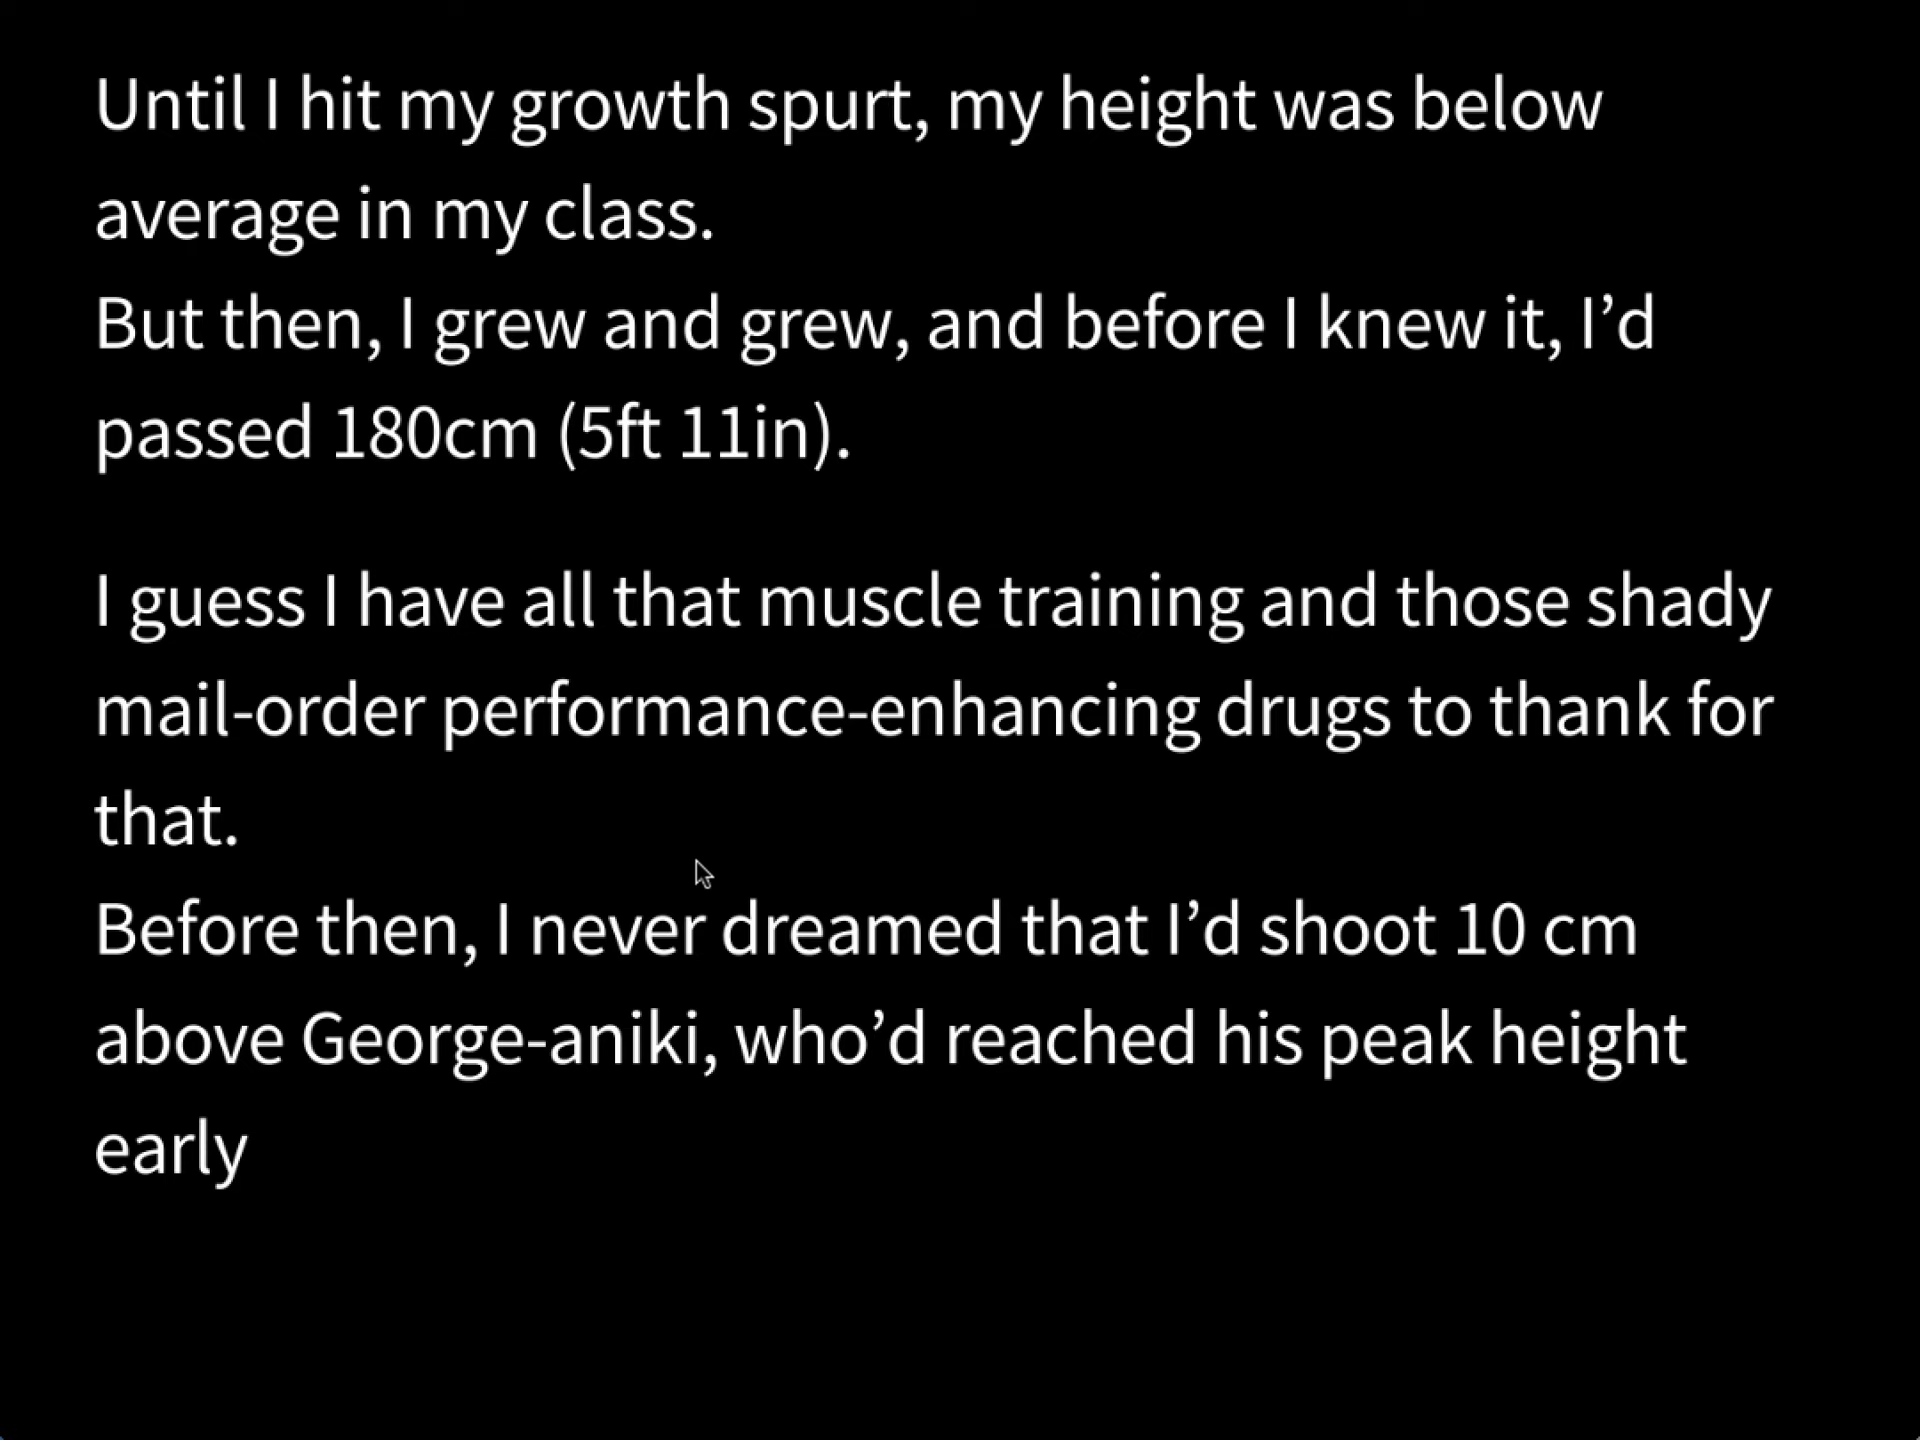 Until I hit my growth spurt, my height was below
average in my class.
But then, I grew and grew, and before I knew it, I’d
passed 180cm (5ft 11in).
I guess I have all that muscle training and those shady
mail-order performance-enhancing drugs to thank for
that.
Before then, I never dreamed that I’d shoot 10 cm
above George-aniki, who’d reached his peak height
early